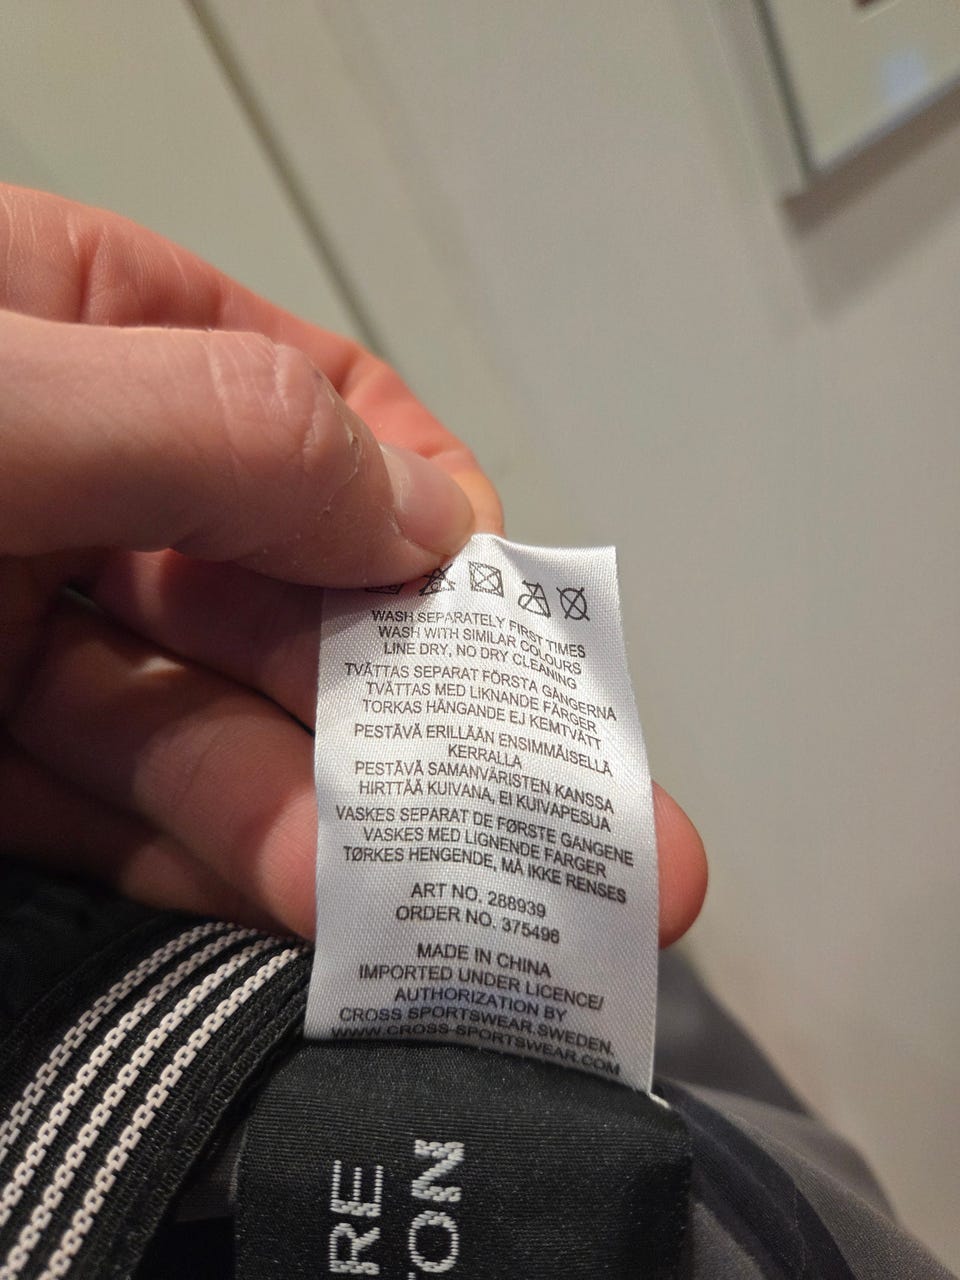 WASH SEPARATELY FIRST TIMES
WASH WITH SIMILAR COLOURS
LINE DRY, NO DRY CLEANING
TVÄTTAS SEPARAT FÖRSTA GÅNGERNA
TVÄTTAS MED LIKNANDE FÄRGER
TORKAS HÄNGANDE EJ KEMTVÄTT
PESTÄVÄ ERILLÄÄN ENSIMMÄISELLÄ
KERRALLA
PESTÄVÄ SAMANVÄRISTEN KANSSA
HIRTTÄÄ KUIVANA, EI KUIVAPESUA
VASKES SEPARAT DE FØRSTE GANGENE
VASKES MED LIGNENDE FARGER
TØRKES HENGENDE, MÅ IKKE RENSES
ART NO. 288939
ORDER NO. 375496
MADE IN CHINA
IMPORTED UNDER LICENCE/
AUTHORIZATION BY
CROSS SPORTSWEAR.SWEDEN.
WWW.CROSS-SPORTSWEAR.COM
RE
ON